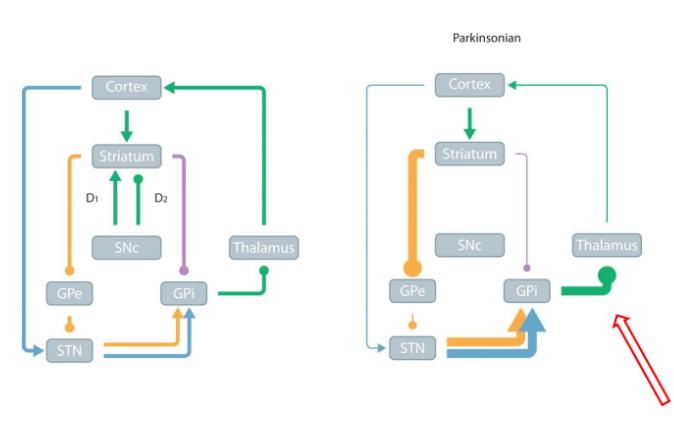 Parkinsonian
Cortex
Striatum
D1
D2
SNc
Thalamus
GPe
GPi
STN
Cortex
Striatum
SNc
Thalamus
GPe
GPi
STN